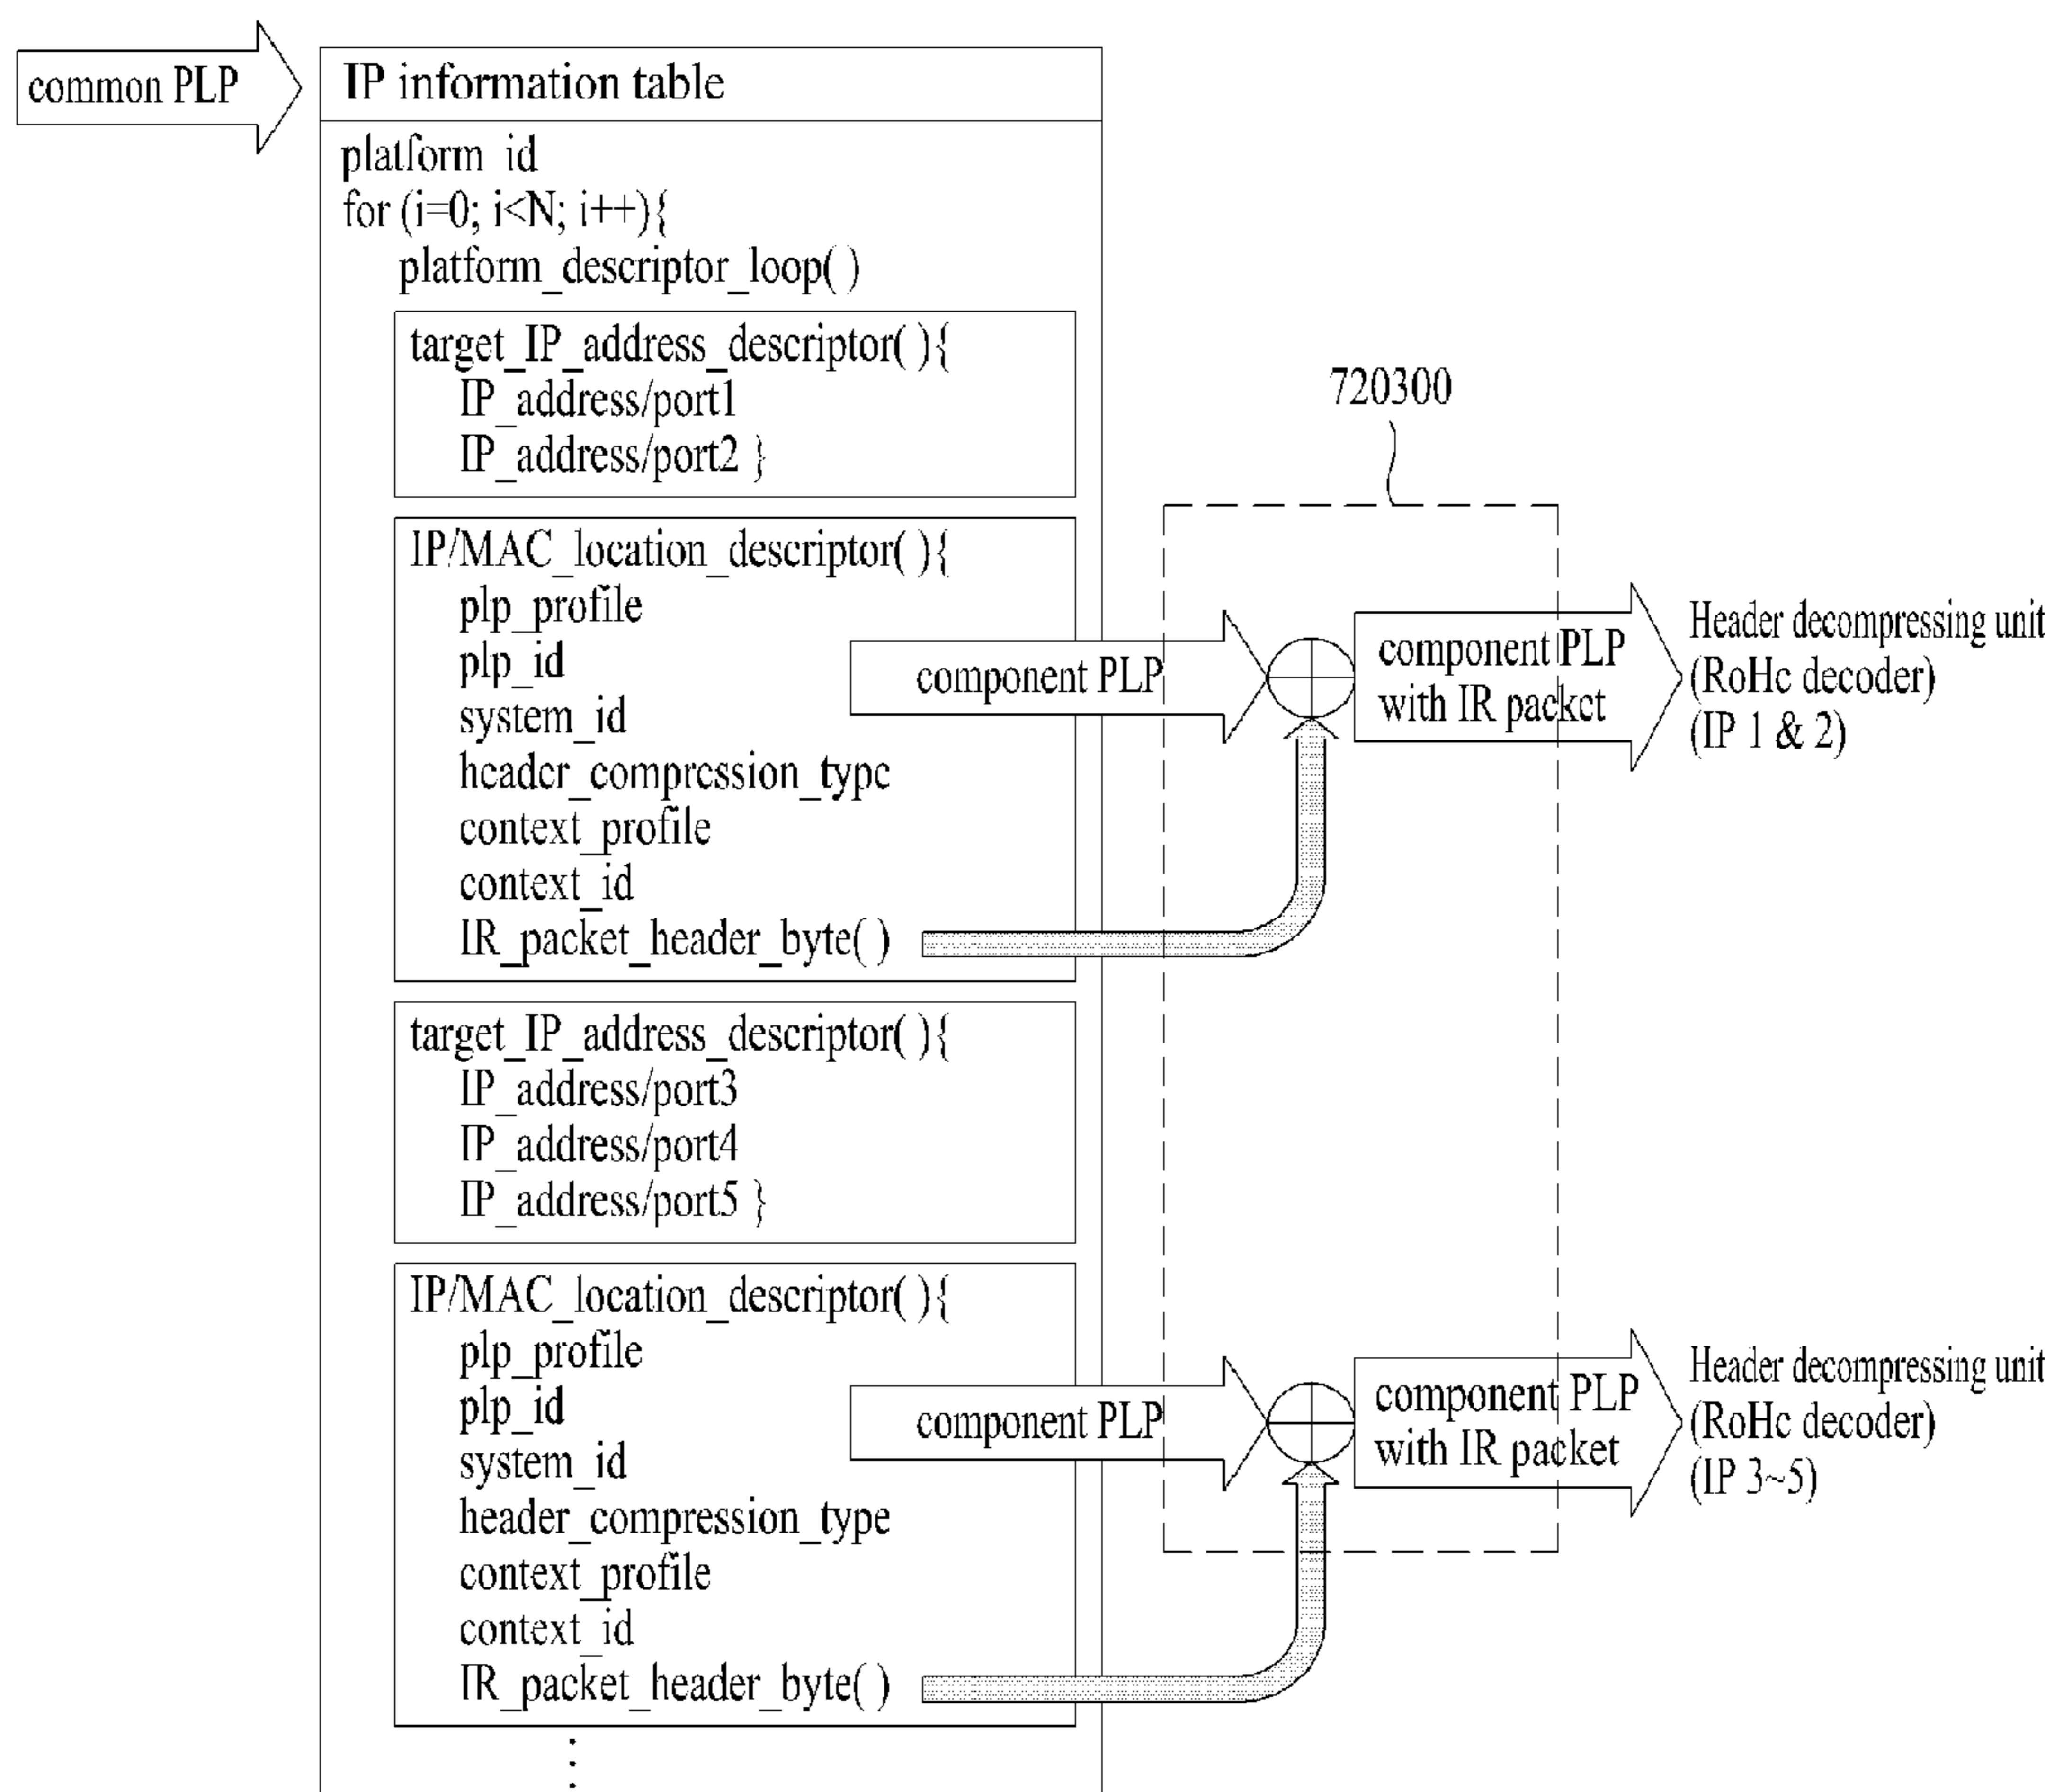 common PLP
IP information table
platform_id
for (i=0; i<N; i++){
platform_descriptor_loop( )
target_IP_address_descriptor( ){
IP_address/port1
IP_address/port2 }
720300
IP/MAC_location_descriptor( ){
plp_profile
plp_id
system_id
header_compression_type
context_profile
context_id
IR_packet_header_byte( )
component PLP
component PLP
with IR packet
Header decompressing unit
(RoHc decoder)
(IP 1 & 2)
target_IP_address_descriptor( ){
IP_address/port3
IP_address/port4
IP_address/port5 }
IP/MAC_location_descriptor( ){
plp_profile
plp_id
system_id
header_compression_type
context_profile
context_id
IR_packet_header_byte( )
component PLP
component PLP
with IR packet
Header decompressing unit
(RoHc decoder)
(IP 3~5)